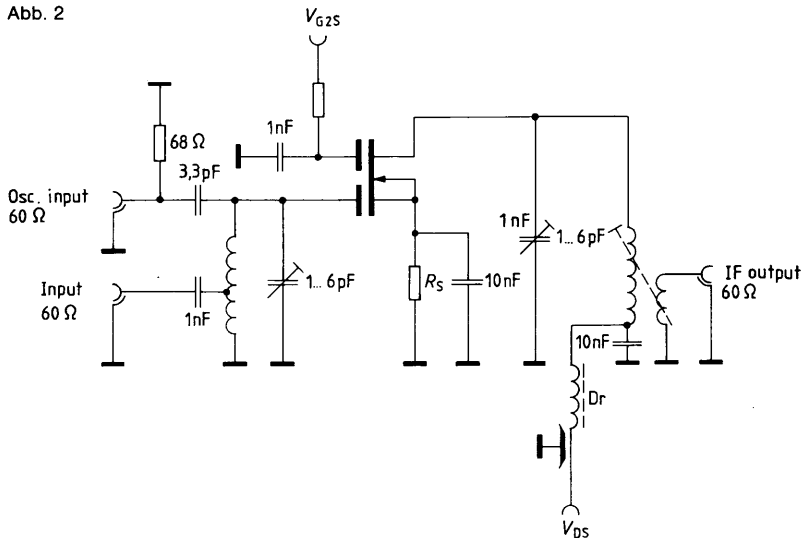 Abb. 2
V_G2S
1nF
68 Ω
3,3pF
Osc. input
60 Ω
Input
60 Ω
1nF
1...6pF
R_S
10nF
1nF
1...6pF
IF output
60 Ω
10nF
Dr
V_DS